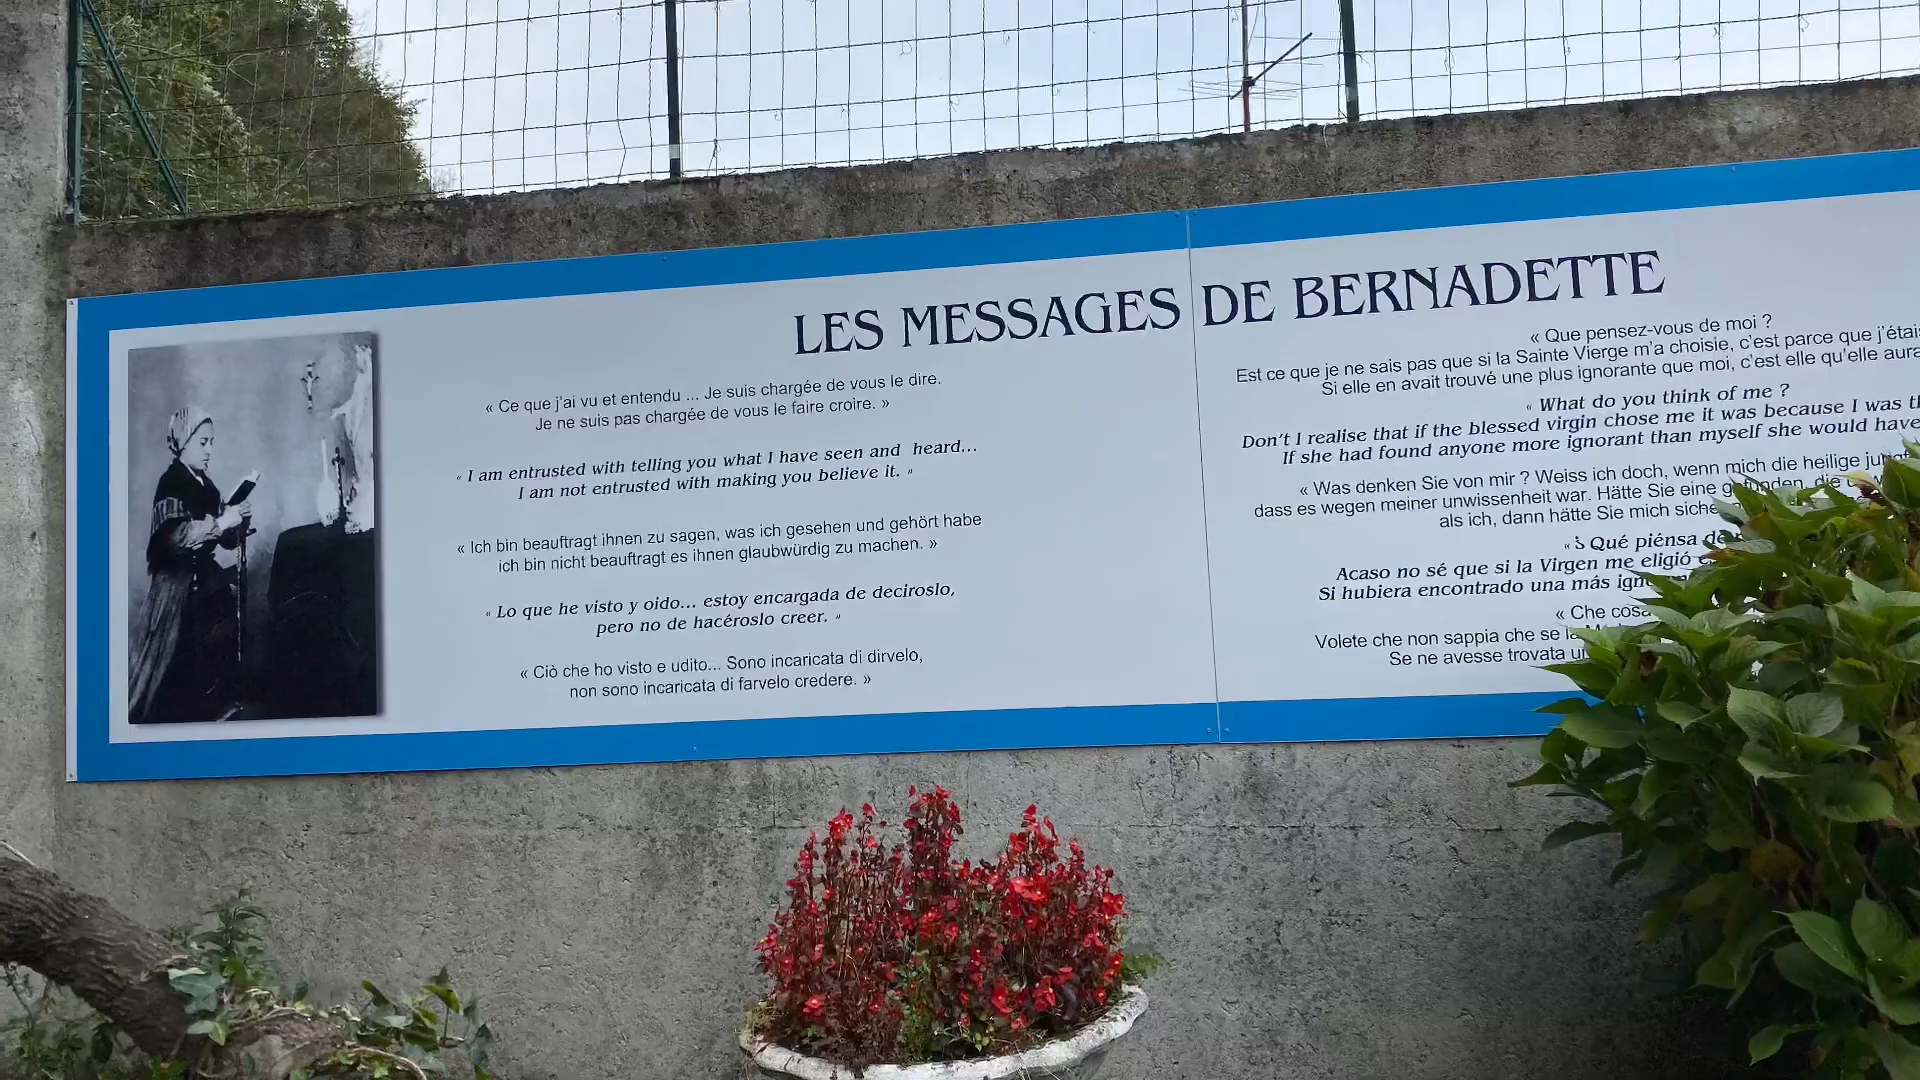 LES MESSAGES DE BERNADETTE
« Ce que j'ai vu et entendu ... Je suis chargée de vous le dire.
Je ne suis pas chargée de vous le faire croire. »
« I am entrusted with telling you what I have seen and heard...
I am not entrusted with making you believe it. »
« Ich bin beauftragt ihnen zu sagen, was ich gesehen und gehört habe
ich bin nicht beauftragt es ihnen glaubwürdig zu machen. »
« Lo que he visto y oido... estoy encargada de deciroslo,
pero no de hacéroslo creer. »
« Ciò che ho visto e udito... Sono incaricata di dirvelo,
non sono incaricata di farvelo credere. »
« Que pensez-vous de moi ?
Est ce que je ne sais pas que si la Sainte Vierge m'a choisie, c'est parce que
Si elle en avait trouvé une plus ignorante que moi, c'est elle qu'elle
« What do you think of me ?
Don't I realise that if the blessed virgin chose me it was because I was
If she had found anyone more ignorant than myself she would have
« Was denken Sie von mir ? Weiss ich doch, wenn mich die heilige
dass es wegen meiner unwissenheit war. Hätte Sie eine gefunden, die
als ich, dann hätte Sie mich
« ¿ Qué piénsa
Acaso no sé que si la Virgen me eligió
Si hubiera encontrado una más
« Che cosa
Volete che non sappia che se la
Se ne avesse trovata